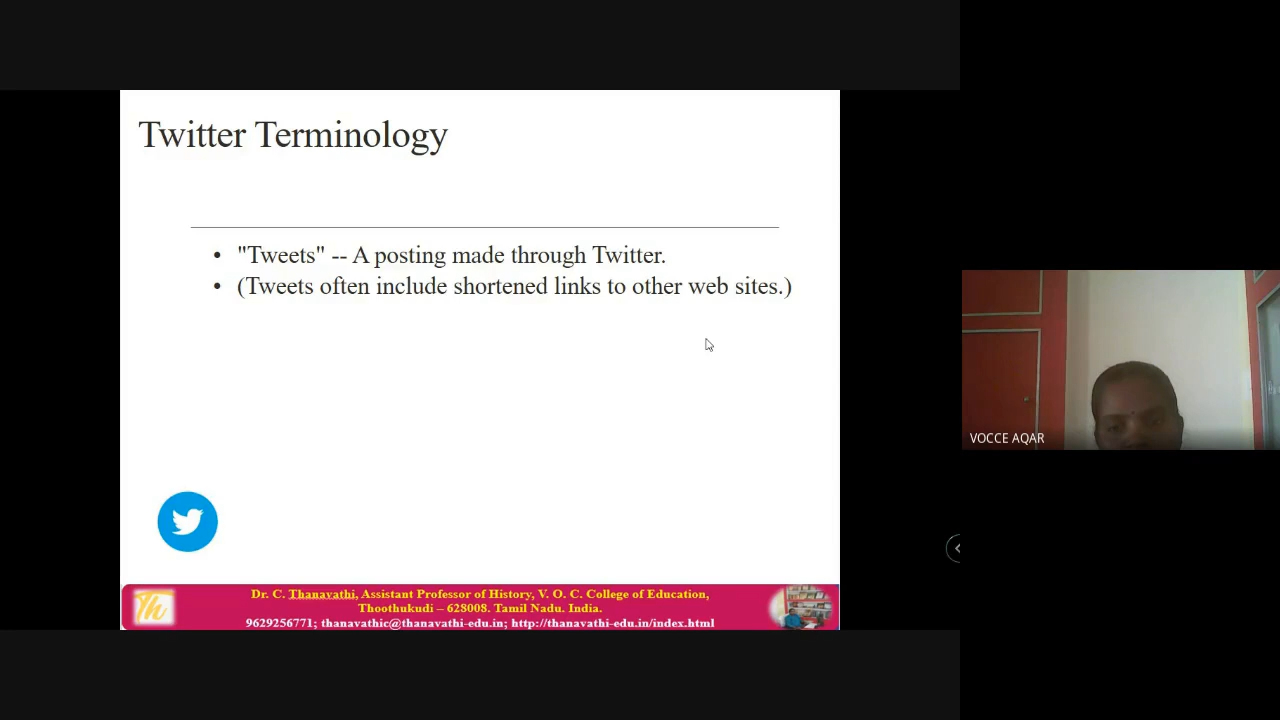 Twitter Terminology
• "Tweets" -- A posting made through Twitter.
• (Tweets often include shortened links to other web sites.)
VOCCE AQAR
Th
Dr. C. Thanavathi, Assistant Professor of History, V. O. C. College of Education,
Thoothukudi – 628008. Tamil Nadu. India.
9629256771; thanavathic@thanavathi-edu.in; http://thanavathi-edu.in/index.html